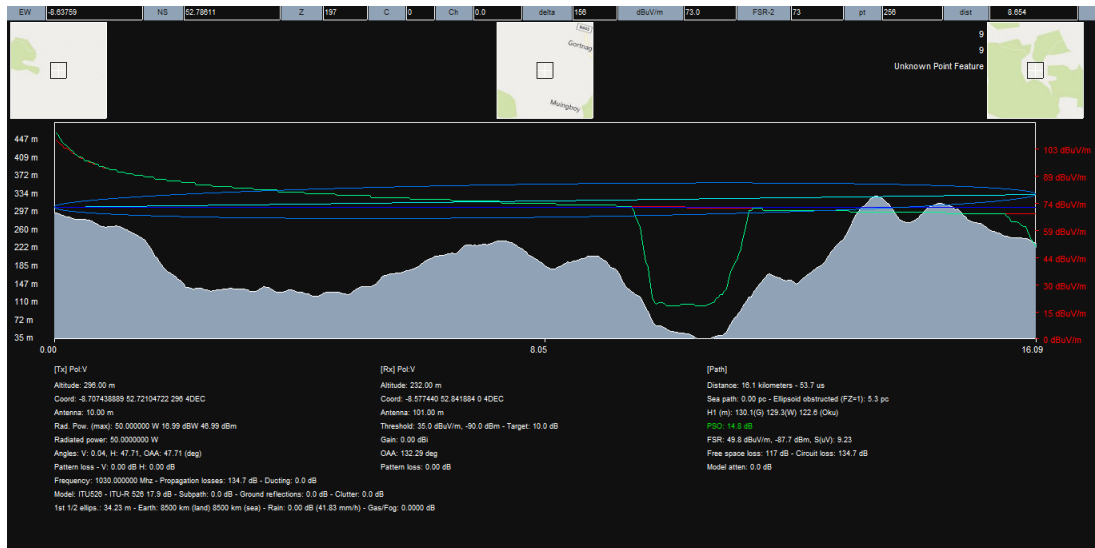 EW -8.63759 NS 52.78611 Z 197 C 0 Ch 0.0 delta 156 dBuV/m 73.0 FSR-2 73 pt 256 dist 8.654
Gortnag
Muingboy
9
9
Unknown Point Feature
447 m
409 m
372 m
334 m
297 m
260 m
222 m
185 m
147 m
110 m
72 m
35 m
103 dBuV/m
89 dBuV/m
74 dBuV/m
59 dBuV/m
44 dBuV/m
30 dBuV/m
15 dBuV/m
0 dBuV/m
0.00 8.05 16.09
[Tx] Pol:V
Altitude: 296.00 m
Coord: -8.707438889 52.72104722 296 4DEC
Antenna: 10.00 m
Rad. Pow. (max): 50.000000 W 16.99 dBW 46.99 dBm
Radiated power: 50.0000000 W
Angles: V: 0.04, H: 47.71, OAA: 47.71 (deg)
Pattern loss - V: 0.00 dB H: 0.00 dB
Frequency: 1030.000000 Mhz - Propagation losses: 134.7 dB - Ducting: 0.0 dB
Model: ITU526 - ITU-R 526 17.9 dB - Subpath: 0.0 dB - Ground reflections: 0.0 dB - Clutter: 0.0 dB
1st 1/2 ellips.: 34.23 m - Earth: 8500 km (land) 8500 km (sea) - Rain: 0.00 dB (41.83 mm/h) - Gas/Fog: 0.0000 dB
[Rx] Pol:V
Altitude: 232.00 m
Coord: -8.577440 52.841884 0 4DEC
Antenna: 101.00 m
Threshold: 35.0 dBuV/m, -90.0 dBm - Target: 10.0 dB
Gain: 0.00 dBi
OAA: 132.29 deg
Pattern loss: 0.00 dB
[Path]
Distance: 16.1 kilometers - 53.7 us
Sea path: 0.00 pc - Ellipsoid obstructed (FZ=1): 5.3 pc
H1 (m): 130.1(G) 129.3(W) 122.6 (Oku)
PSO: 14.8 dB
FSR: 49.8 dBuV/m, -87.7 dBm, S(uV): 9.23
Free space loss: 117 dB - Circuit loss: 134.7 dB
Model atten: 0.0 dB